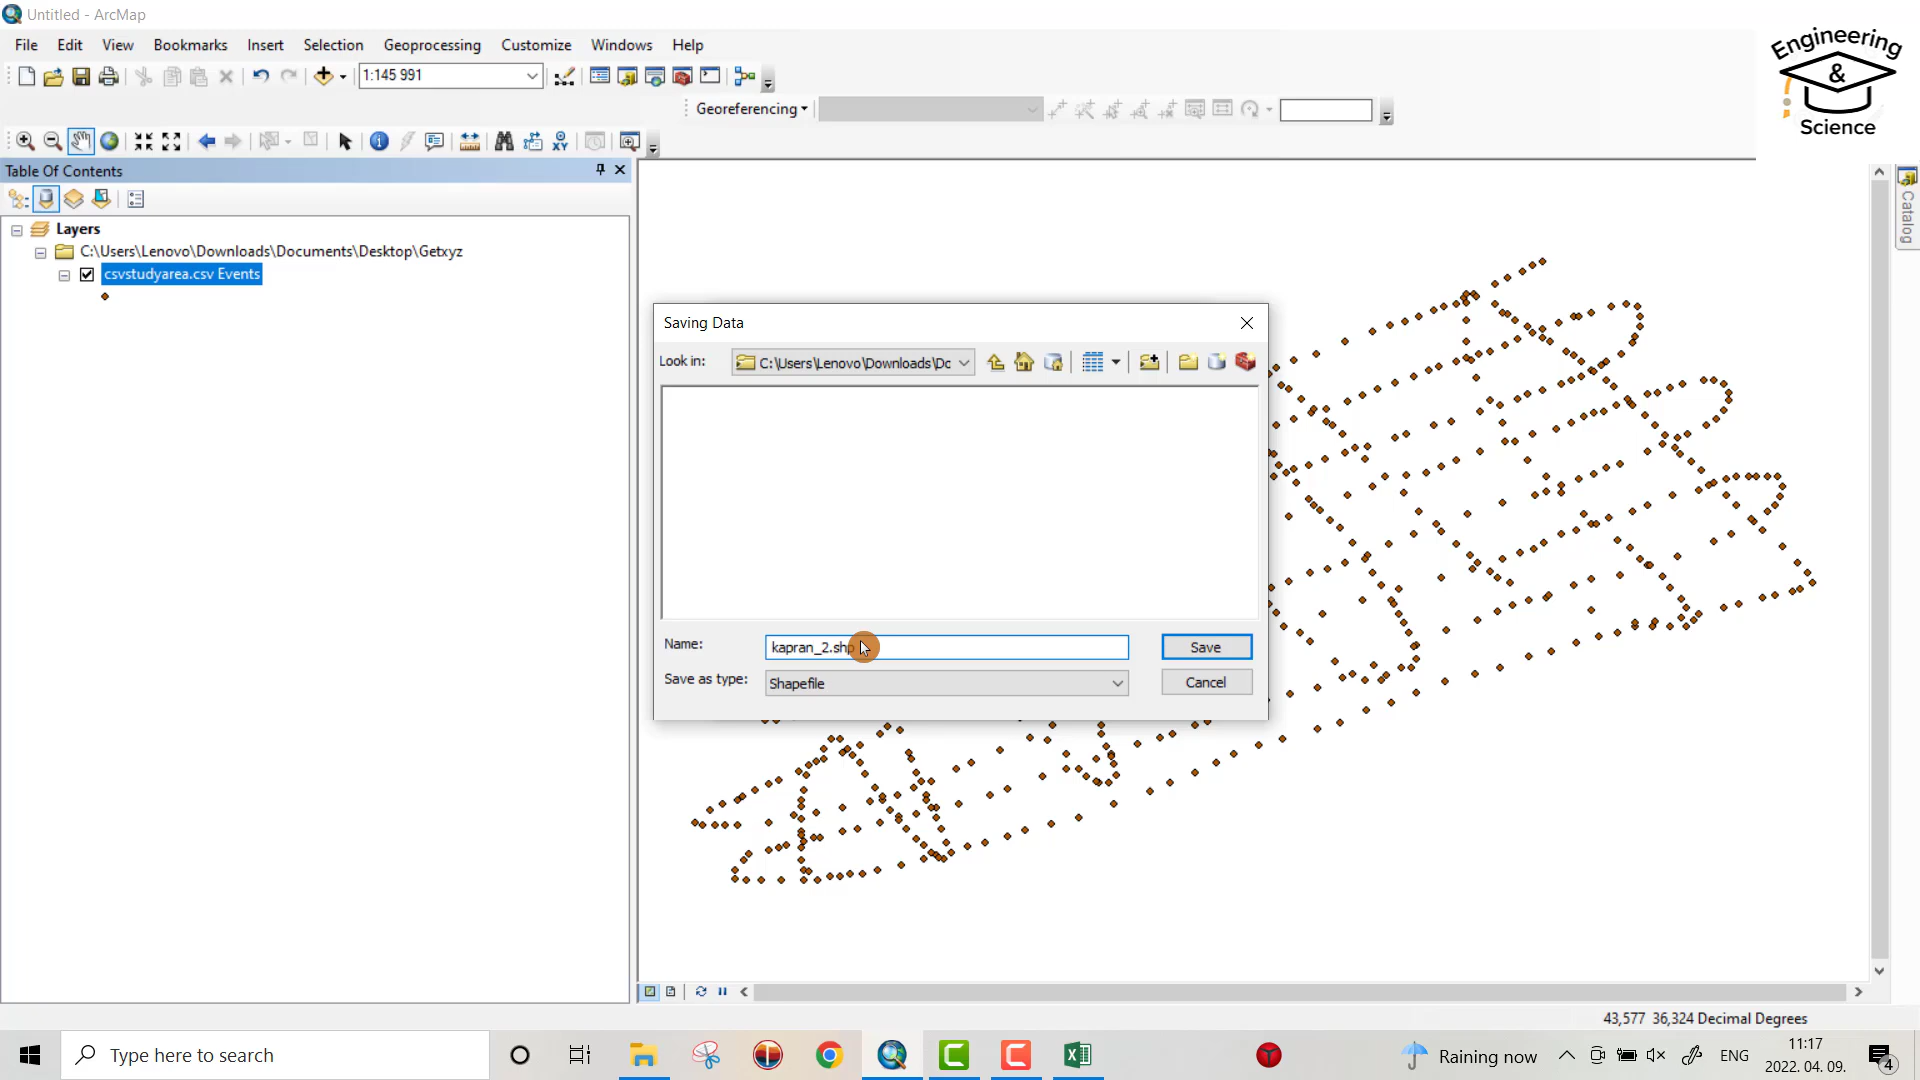 Untitled - ArcMap
File Edit View Bookmarks Insert Selection Geoprocessing Customize Windows Help
1:145 991
Georeferencing
Engineering
&
Science
Table Of Contents
Layers
C:\Users\Lenovo\Downloads\Documents\Desktop\Getxyz
csvstudyarea.csv Events
Catalog
Saving Data
Look in: C:\Users\Lenovo\Downloads\Dc
Name: kapran_2.shp Save
Save as type: Shapefile Cancel
43,577 36,324 Decimal Degrees
Type here to search
Raining now
ENG
11:17
2022. 04. 09.
4